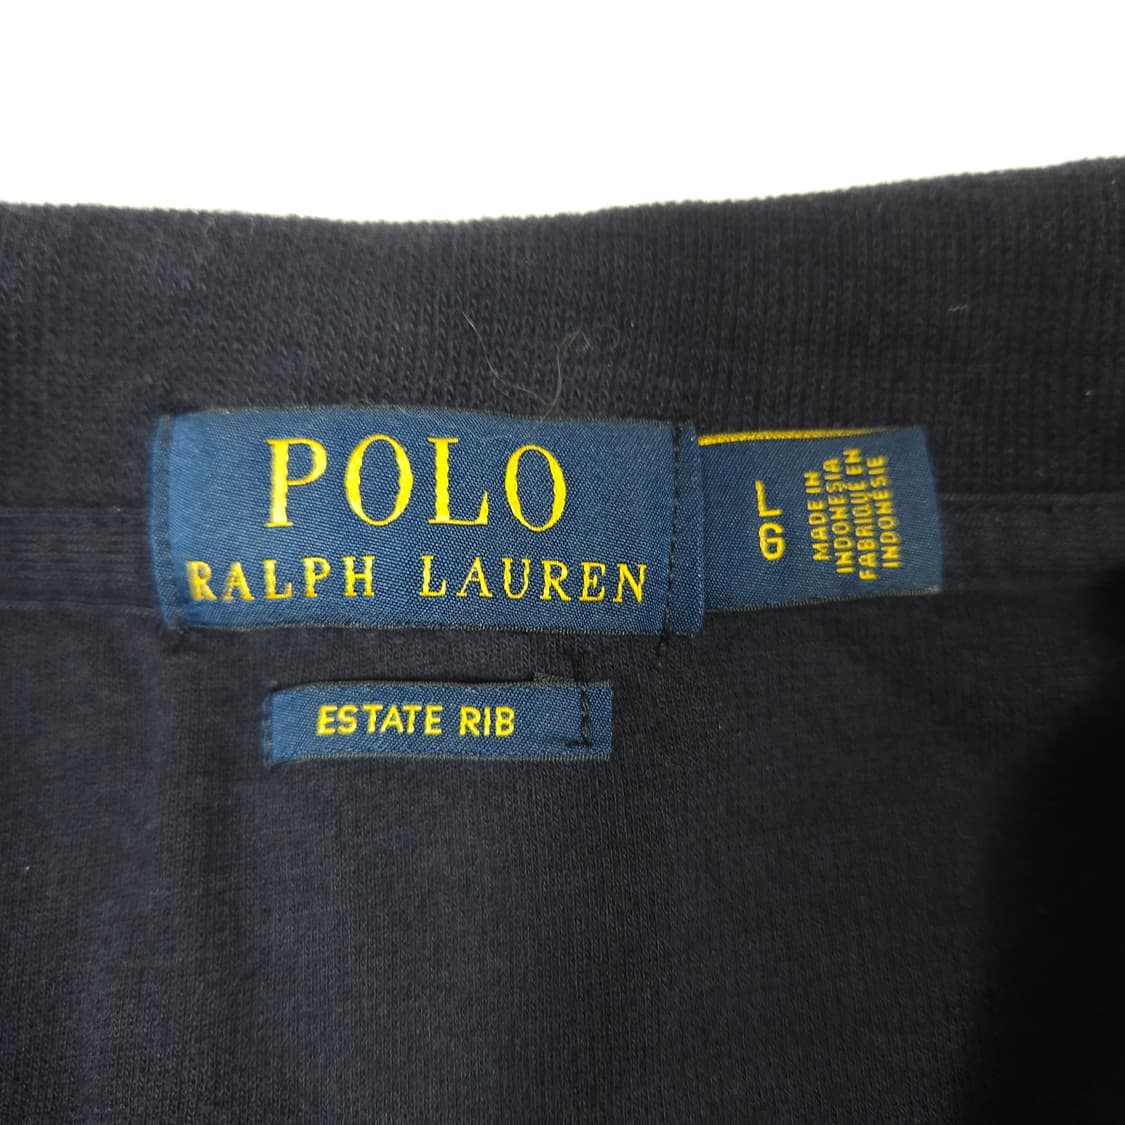 POLO
RALPH LAUREN
L
G
MADE IN
INDONESIA
FABRIQUÉ EN
INDONÉSIE
ESTATE RIB